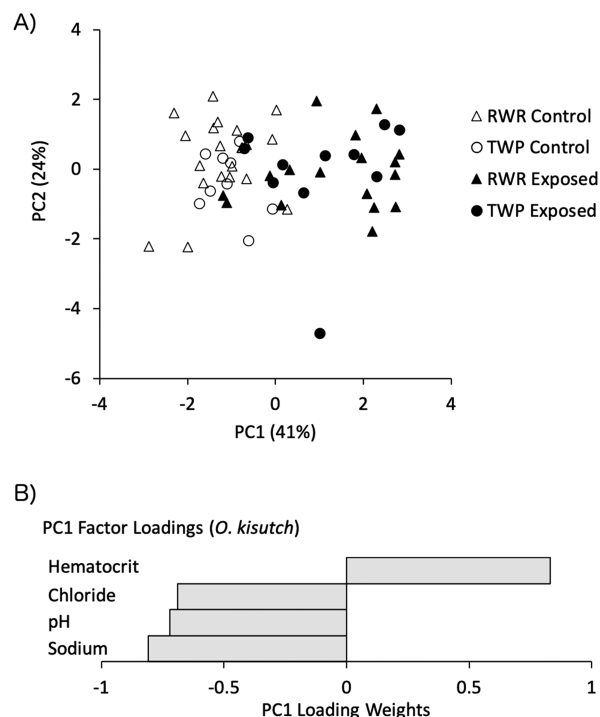 A)
4
2
0
-2
-4
-6
PC2 (24%)
-4 -2 0 2 4
PC1 (41%)
RWR Control
TWP Control
RWR Exposed
TWP Exposed
B)
PC1 Factor Loadings (O. kisutch)
Hematocrit
Chloride
pH
Sodium
-1 -0.5 0 0.5 1
PC1 Loading Weights